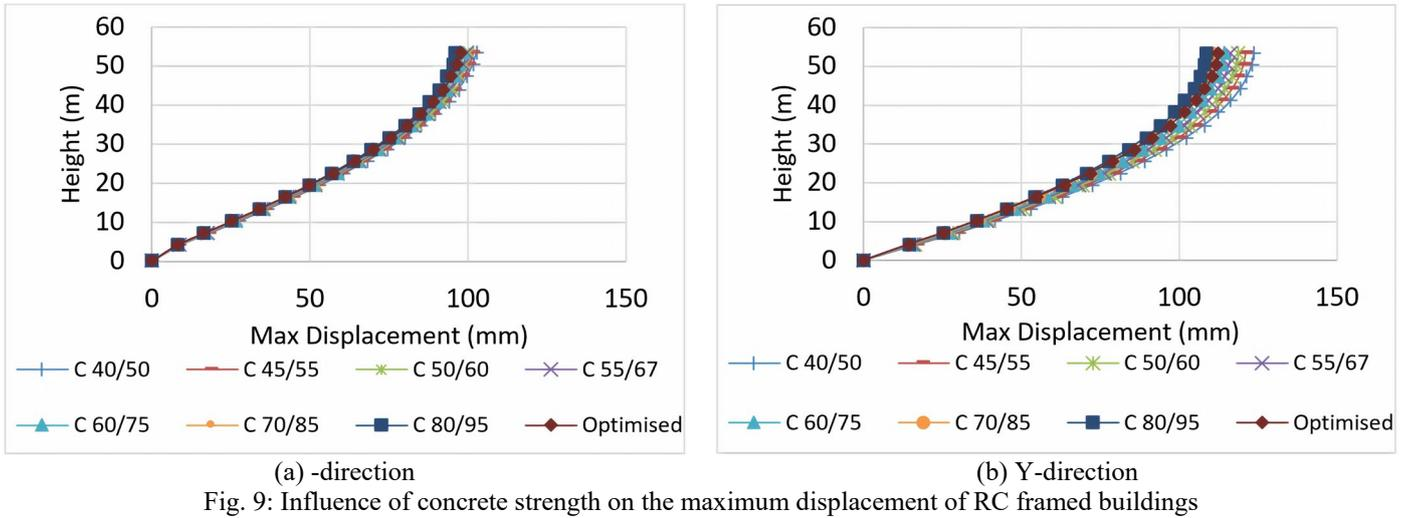 60
50
40
30
20
10
0
Height (m)
0 50 100 150
Max Displacement (mm)
C 40/50 C 45/55 C 50/60 C 55/67
C 60/75 C 70/85 C 80/95 Optimised
(a) -direction
60
50
40
30
20
10
0
Height (m)
0 50 100 150
Max Displacement (mm)
C 40/50 C 45/55 C 50/60 C 55/67
C 60/75 C 70/85 C 80/95 Optimised
(b) Y-direction
Fig. 9: Influence of concrete strength on the maximum displacement of RC framed buildings